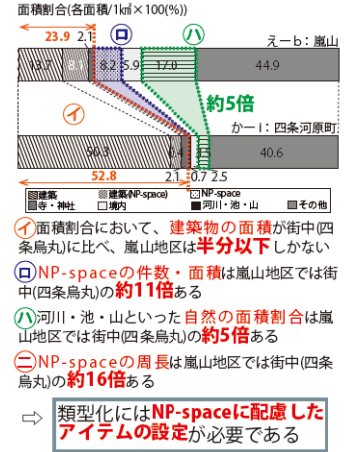 面積割合(各面積/1㎢×100(%))
23.9 2.1 ロ ハ
えーb：嵐山
13.7 8.1 8.2 5.9 17.0 44.9
約5倍
イ
かーI：四条河原町
50.3 0.4 3.5 40.6
2.1 0.7 2.5
52.8
建築 建築(NP-space) NP-space
寺・神社 境内 河川・池・山 その他
イ 面積割合において、建築物の面積が街中(四
条烏丸)に比べ、嵐山地区は半分以下しかない
ロ NP-spaceの件数・面積は嵐山地区では街
中(四条烏丸)の約11倍ある
ハ 河川・池・山といった自然の面積割合は嵐
山地区では街中(四条烏丸)の約5倍ある
ニ NP-spaceの周長は嵐山地区では街中(四条
烏丸)の約16倍ある
⇨ 類型化にはNP-spaceに配慮した
アイテムの設定が必要である